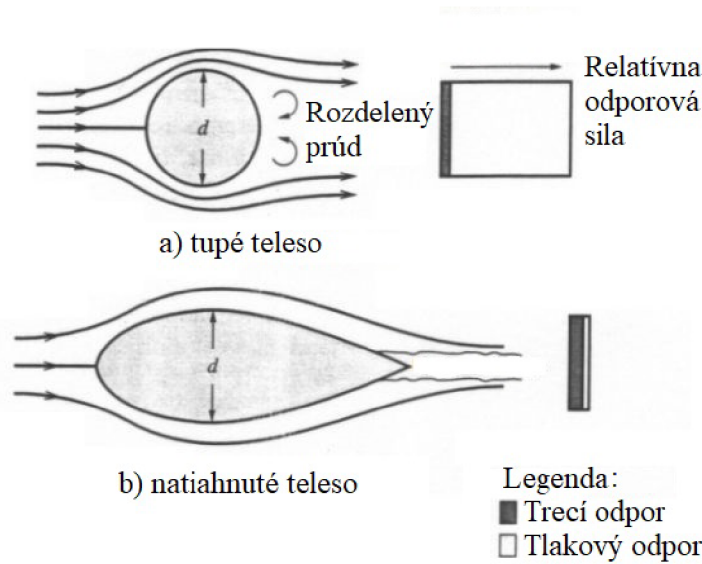 Relatívna
odporová
sila
d
Rozdelený
prúd
a) tupé teleso
d
b) natiahnuté teleso
Legenda:
Trecí odpor
Tlakový odpor